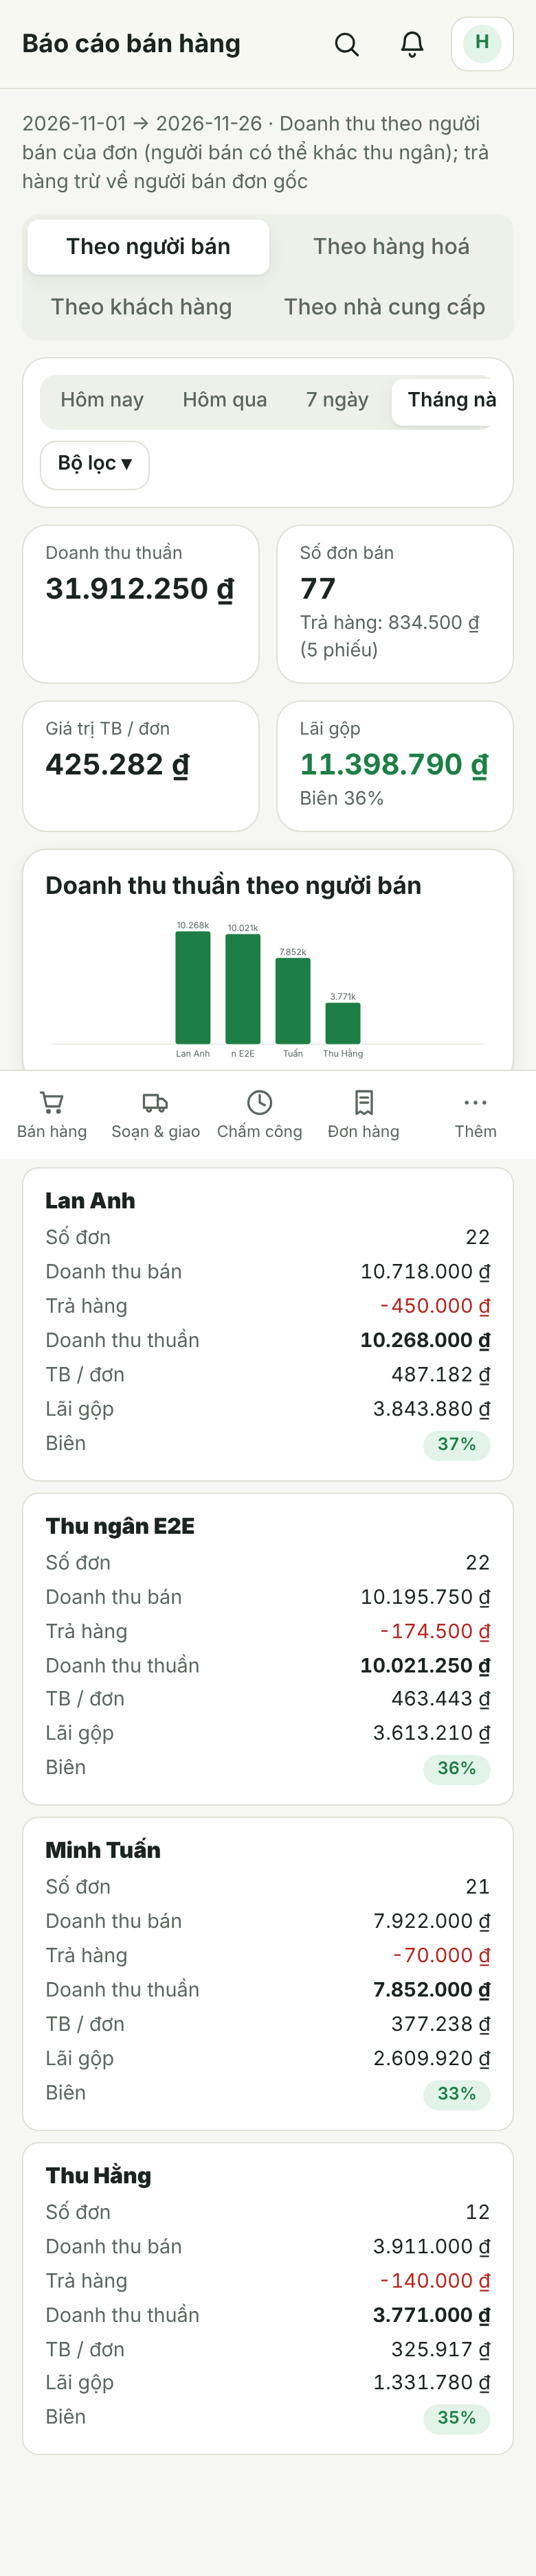 Báo cáo bán hàng
H
2026-11-01 → 2026-11-26 · Doanh thu theo người
bán của đơn (người bán có thể khác thu ngân); trả
hàng trừ về người bán đơn gốc
Theo người bán
Theo hàng hoá
Theo khách hàng
Theo nhà cung cấp
Hôm nay
Hôm qua
7 ngày
Tháng nà
Bộ lọc ▾
Doanh thu thuần
31.912.250 ₫
Số đơn bán
77
Trả hàng: 834.500 ₫
(5 phiếu)
Giá trị TB / đơn
425.282 ₫
Lãi gộp
11.398.790 ₫
Biên 36%
Doanh thu thuần theo người bán
10.268k
10.021k
7.852k
3.771k
Lan Anh
n E2E
Tuấn
Thu Hằng
Bán hàng
Soạn & giao
Chấm công
Đơn hàng
Thêm
Lan Anh
Số đơn 22
Doanh thu bán 10.718.000 ₫
Trả hàng -450.000 ₫
Doanh thu thuần 10.268.000 ₫
TB / đơn 487.182 ₫
Lãi gộp 3.843.880 ₫
Biên 37%
Thu ngân E2E
Số đơn 22
Doanh thu bán 10.195.750 ₫
Trả hàng -174.500 ₫
Doanh thu thuần 10.021.250 ₫
TB / đơn 463.443 ₫
Lãi gộp 3.613.210 ₫
Biên 36%
Minh Tuấn
Số đơn 21
Doanh thu bán 7.922.000 ₫
Trả hàng -70.000 ₫
Doanh thu thuần 7.852.000 ₫
TB / đơn 377.238 ₫
Lãi gộp 2.609.920 ₫
Biên 33%
Thu Hằng
Số đơn 12
Doanh thu bán 3.911.000 ₫
Trả hàng -140.000 ₫
Doanh thu thuần 3.771.000 ₫
TB / đơn 325.917 ₫
Lãi gộp 1.331.780 ₫
Biên 35%